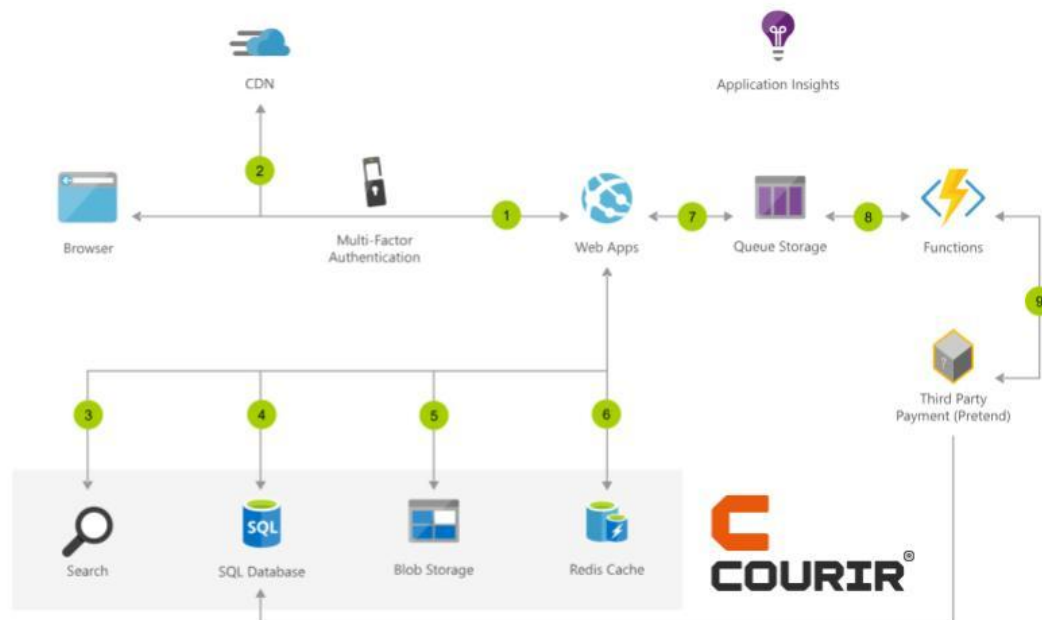 CDN
Application Insights
2
Browser
Multi-Factor
Authentication
1
Web Apps
7
Queue Storage
8
Functions
9
?
Third Party
Payment (Pretend)
3
4
5
6
Search
SQL
SQL Database
Blob Storage
Redis Cache
COURIR®